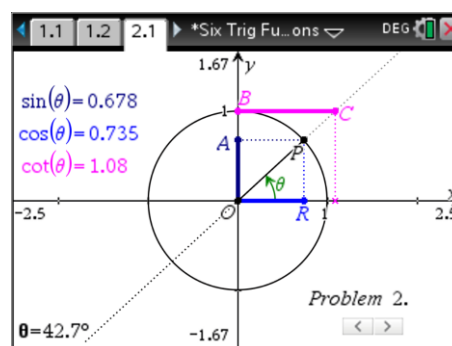 1.1 1.2 2.1 *Six Trig Fu…ons DEG
1.67 y
sin(θ)=0.678
cos(θ)=0.735
cot(θ)=1.08
B
1
C
A
P
θ
-2.5 O R 1 2.5 x
Problem 2.
θ=42.7°
-1.67